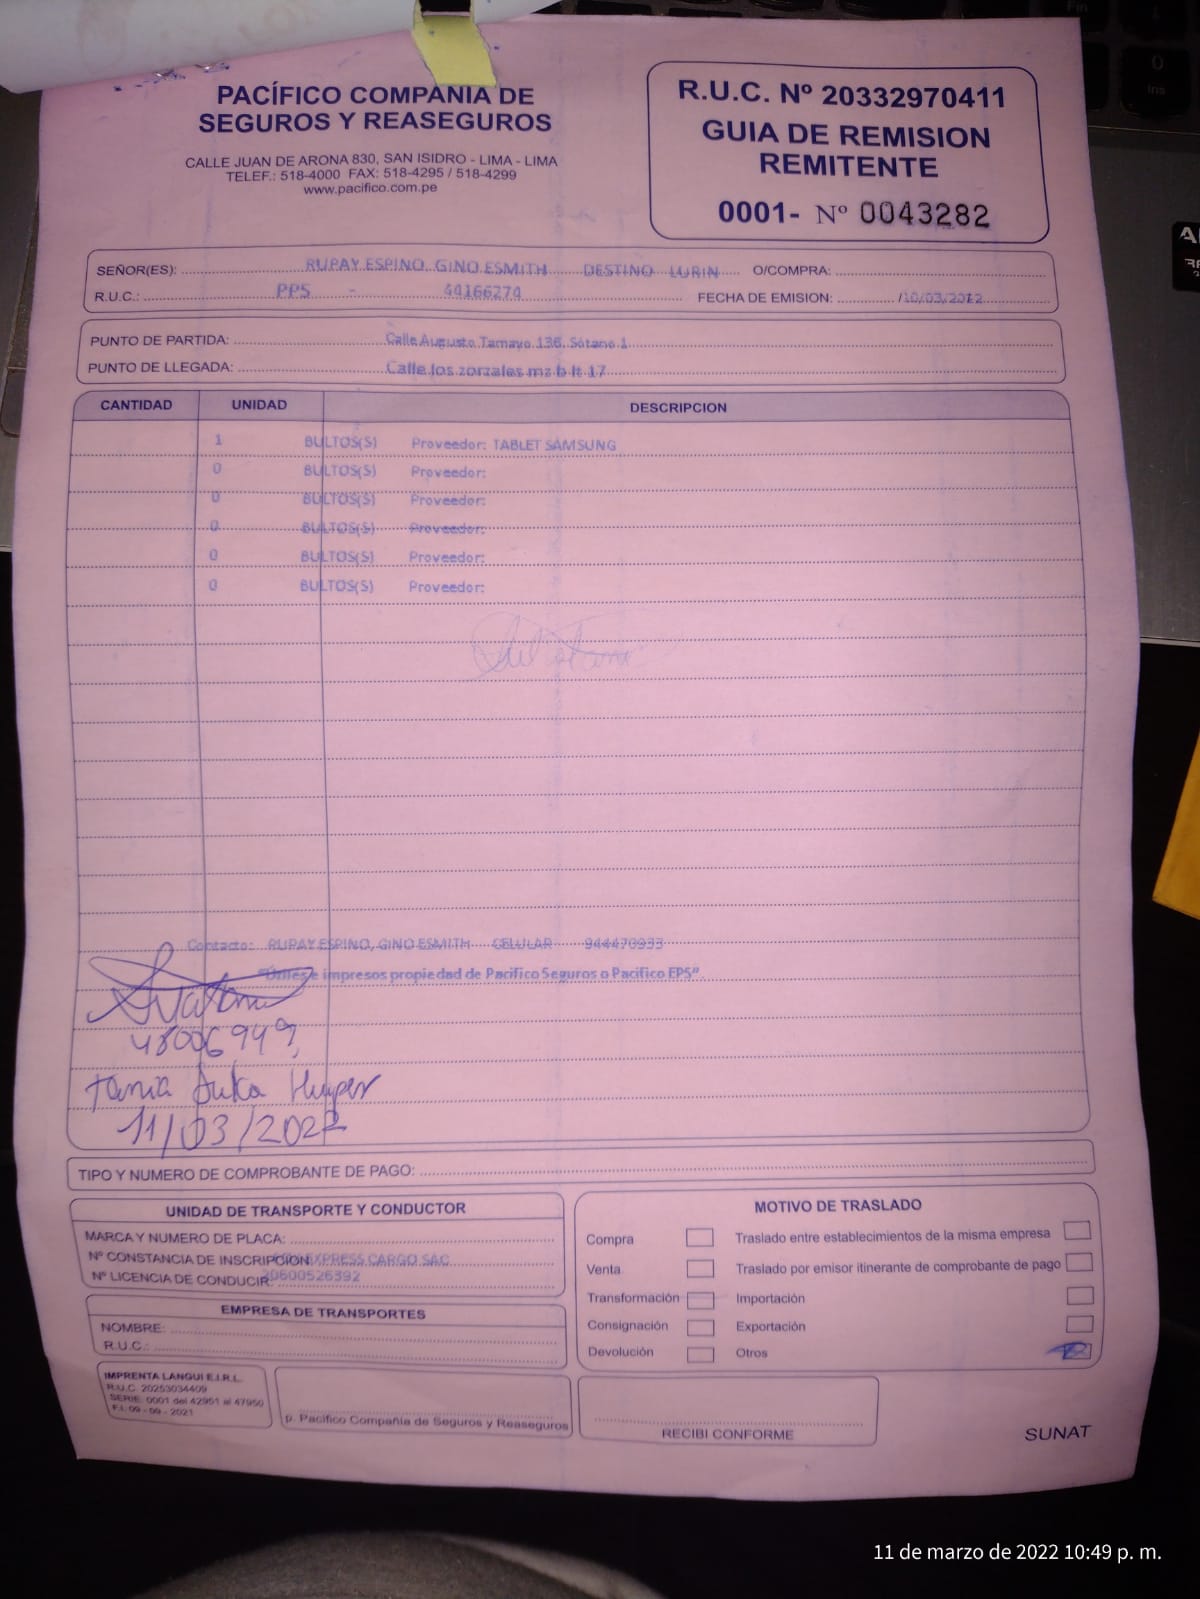 PACÍFICO COMPAÑIA DE
SEGUROS Y REASEGUROS
CALLE JUAN DE ARONA 830, SAN ISIDRO - LIMA - LIMA
TELEF.: 518-4000 FAX: 518-4295 / 518-4299
www.pacifico.com.pe
R.U.C. Nº 20332970411
GUIA DE REMISION
REMITENTE
0001- Nº 0043282
SEÑOR(ES): RUPAY ESPINO, GINO ESMITH DESTINO LURIN O/COMPRA:
R.U.C.: PPS - 44166274 FECHA DE EMISION:
PUNTO DE PARTIDA: Calle Augusto Tamayo 136, Sótano 1
PUNTO DE LLEGADA: Calle los zorzales mz b lt 17
CANTIDAD UNIDAD DESCRIPCION
1 BULTOS(S) Proveedor: TABLET SAMSUNG
0 BULTOS(S) Proveedor:
0 BULTOS(S) Proveedor:
0 BULTOS(S) Proveedor:
0 BULTOS(S) Proveedor:
0 BULTOS(S) Proveedor:
Contacto: RUPAY ESPINO, GINO ESMITH CELULAR 944470933
impresos propiedad de Pacifico Seguros o Pacifico EPS"
48006949
Tania
11/03/2022
TIPO Y NUMERO DE COMPROBANTE DE PAGO:
UNIDAD DE TRANSPORTE Y CONDUCTOR
MARCA Y NUMERO DE PLACA:
Nº CONSTANCIA DE INSCRIPCION EXPRESS CARGO SAC
Nº LICENCIA DE CONDUCIR: 20600526392
EMPRESA DE TRANSPORTES
NOMBRE:
R.U.C.:
MOTIVO DE TRASLADO
Compra Traslado entre establecimientos de la misma empresa
Venta Traslado por emisor itinerante de comprobante de pago
Transformación Importación
Consignación Exportación
Devolución Otros
IMPRENTA LANGUI E.I.R.L.
R.U.C. 20253034409
SERIE: 0001 del 42951 al 47950
F.I. 09 - 09 - 2021
p. Pacífico Compañia de Seguros y Reaseguros
RECIBI CONFORME
SUNAT
11 de marzo de 2022 10:49 p. m.